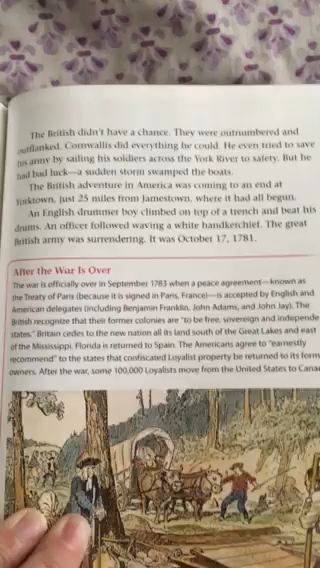 The British didn't have a chance. They were outnumbered and
outflanked. Cornwallis did everything he could. He even tried to save
his army by sailing his soldiers across the York River to safety. But he
had bad luck—a sudden storm swamped the boats.
The British adventure in America was coming to an end at
Yorktown, just 25 miles from Jamestown, where it had all begun.
An English drummer boy climbed on top of a trench and beat his
drums. An officer followed waving a white handkerchief. The great
British army was surrendering. It was October 17, 1781.
After the War Is Over
The war is officially over in September 1783 when a peace agreement—known as
the Treaty of Paris (because it is signed in Paris, France)—is accepted by English and
American delegates (including Benjamin Franklin, John Adams, and John Jay). The
British recognize that their former colonies are "to be free, sovereign and independe
states." Britain cedes to the new nation all its land south of the Great Lakes and east
of the Mississippi. Florida is returned to Spain. The Americans agree to "earnestly
recommend" to the states that confiscated Loyalist property be returned to its form
owners. After the war, some 100,000 Loyalists move from the United States to Cana